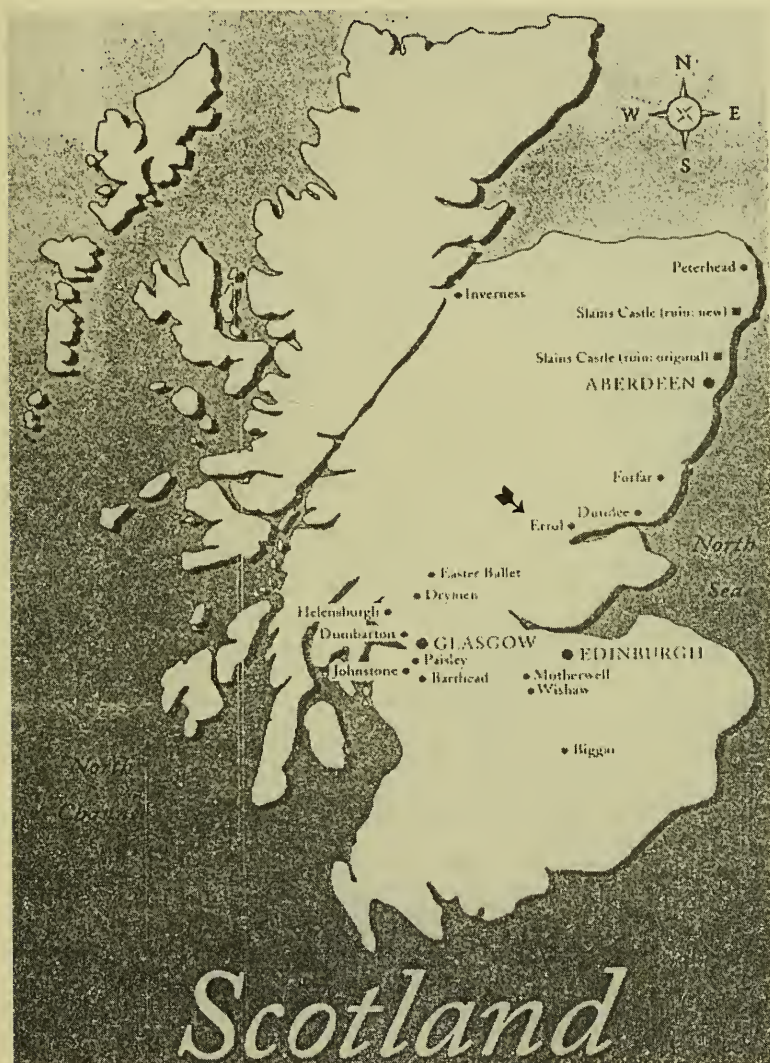 N
W E
S
Peterhead
Inverness
Slains Castle (ruin: new)
Slains Castle (ruin: original)
ABERDEEN
Forfar
Dundee
Errol
North
Sea
Easter Ballet
Drymen
Helensburgh
Dumbarton
GLASGOW
EDINBURGH
Paisley
Johnstone
Barrhead
Motherwell
Wishaw
Biggin
North
Channel
Scotland